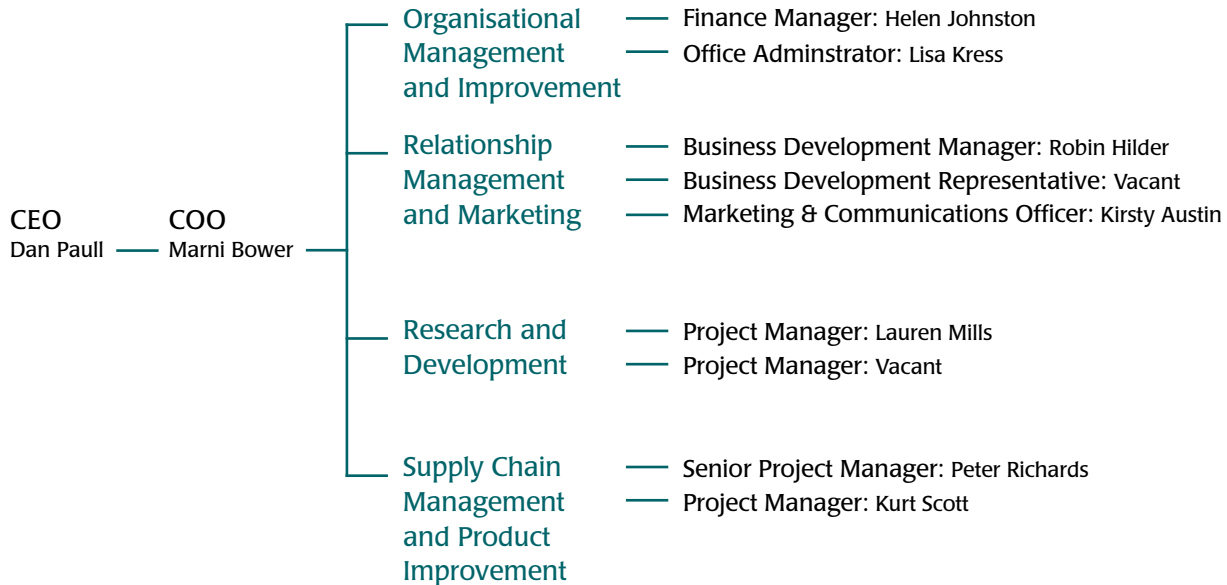 CEO
Dan Paull
COO
Marni Bower
Organisational
Management
and Improvement
Finance Manager: Helen Johnston
Office Adminstrator: Lisa Kress
Relationship
Management
and Marketing
Business Development Manager: Robin Hilder
Business Development Representative: Vacant
Marketing & Communications Officer: Kirsty Austin
Research and
Development
Project Manager: Lauren Mills
Project Manager: Vacant
Supply Chain
Management
and Product
Improvement
Senior Project Manager: Peter Richards
Project Manager: Kurt Scott